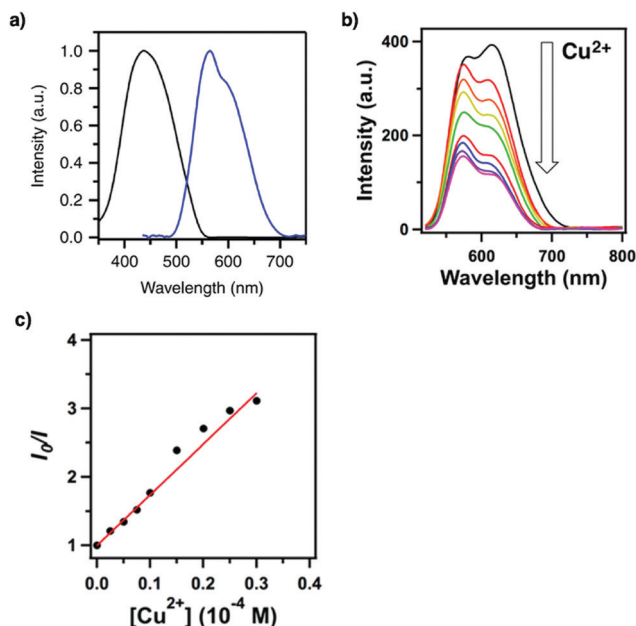 a)
1.0
0.8
0.6
0.4
0.2
0.0
Intensity (a.u.)
400 500 600 700
Wavelength (nm)
b)
400
200
0
Intensity (a.u.)
Cu²⁺
600 700 800
Wavelength (nm)
c)
4
3
2
1
I₀/I
0.0 0.1 0.2 0.3 0.4
[Cu²⁺] (10⁻⁴ M)